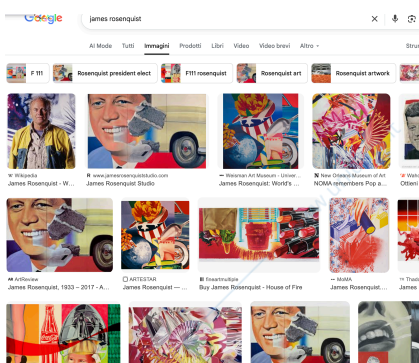 Google
james rosenquist
AI Mode Tutti Immagini Prodotti Libri Video Video brevi Altro
F 111 Rosenquist president elect F111 rosenquist Rosenquist art Rosenquist artwork
Wikipedia
James Rosenquist - W...
www.jamesrosenquiststudio.com
James Rosenquist Studio
Weisman Art Museum - Univer...
James Rosenquist: World's ...
New Orleans Museum of Art
NOMA remembers Pop a...
Ottieni
ArtReview
James Rosenquist, 1933 – 2017 - A...
ARTESTAR
James Rosenquist — ...
fineartmultiple
Buy James Rosenquist - House of Fire
MoMA
James Rosenquist....
James